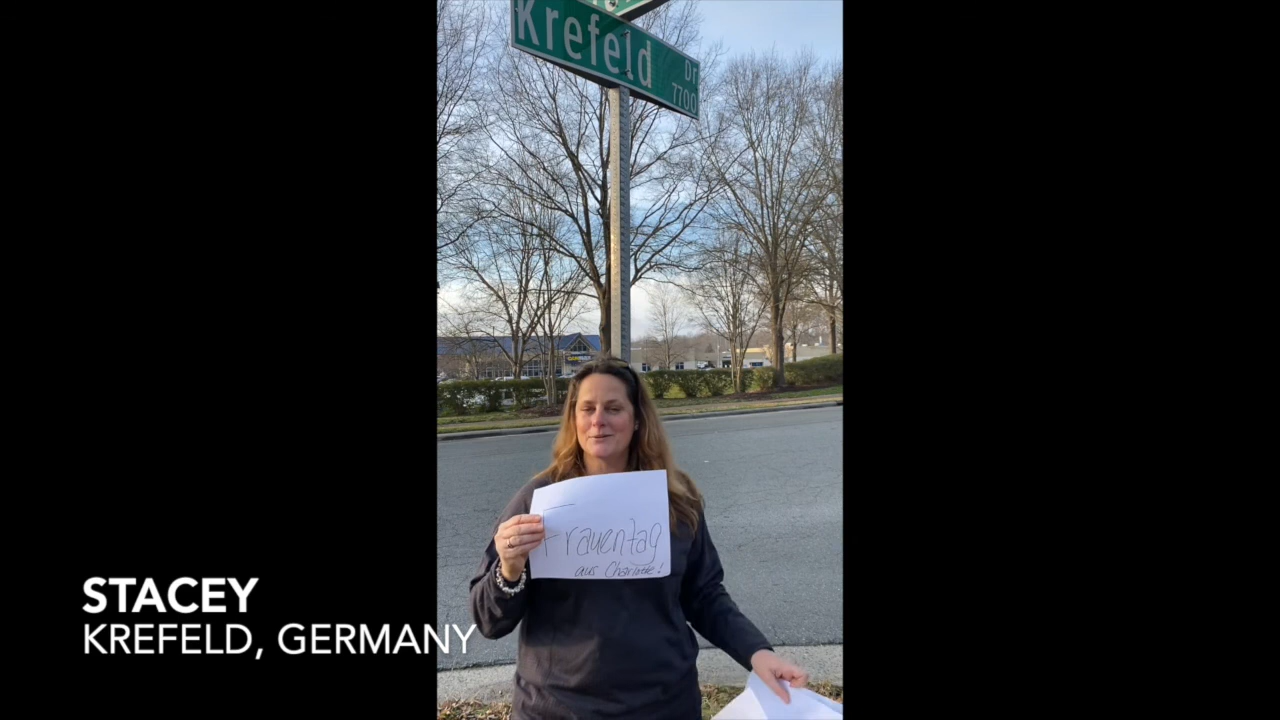 Krefeld Dr
7700
Frauentag
aus Charlotte!
STACEY
KREFELD, GERMANY